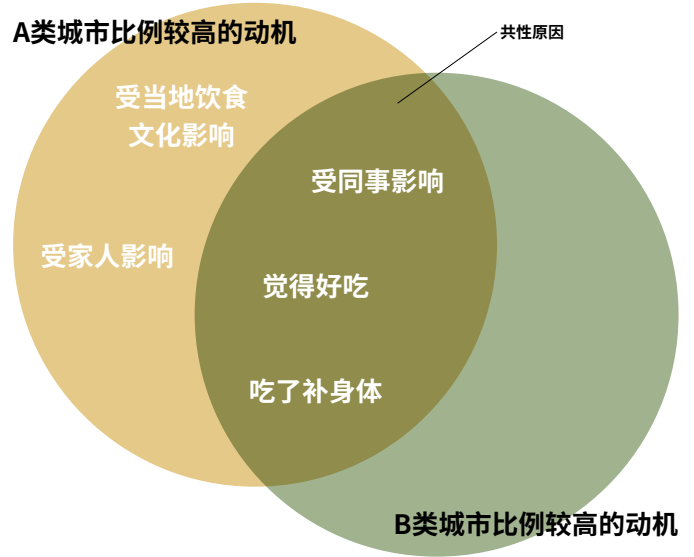 A类城市比例较高的动机
共性原因
受当地饮食
文化影响
受同事影响
受家人影响
觉得好吃
吃了补身体
B类城市比例较高的动机